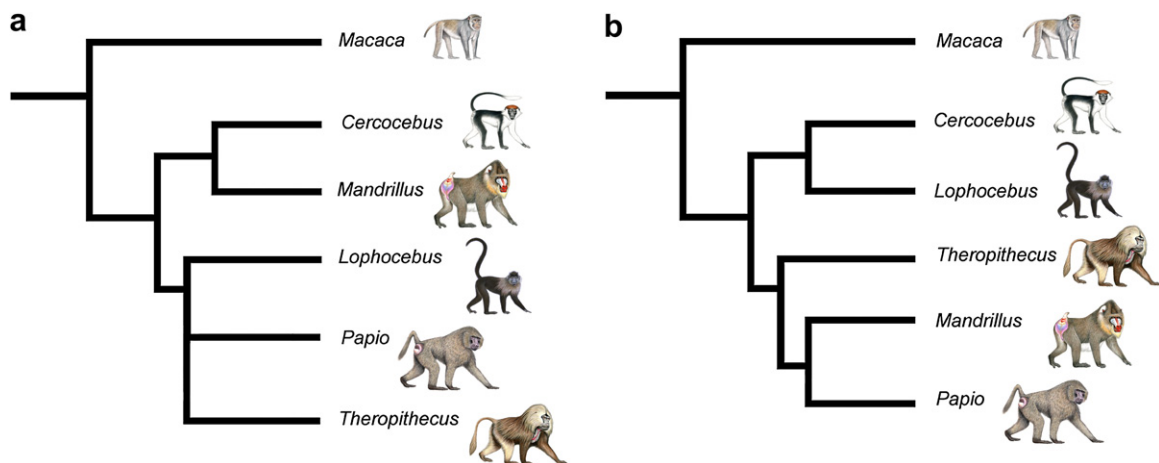 a
Macaca
Cercocebus
Mandrillus
Lophocebus
Papio
Theropithecus
b
Macaca
Cercocebus
Lophocebus
Theropithecus
Mandrillus
Papio